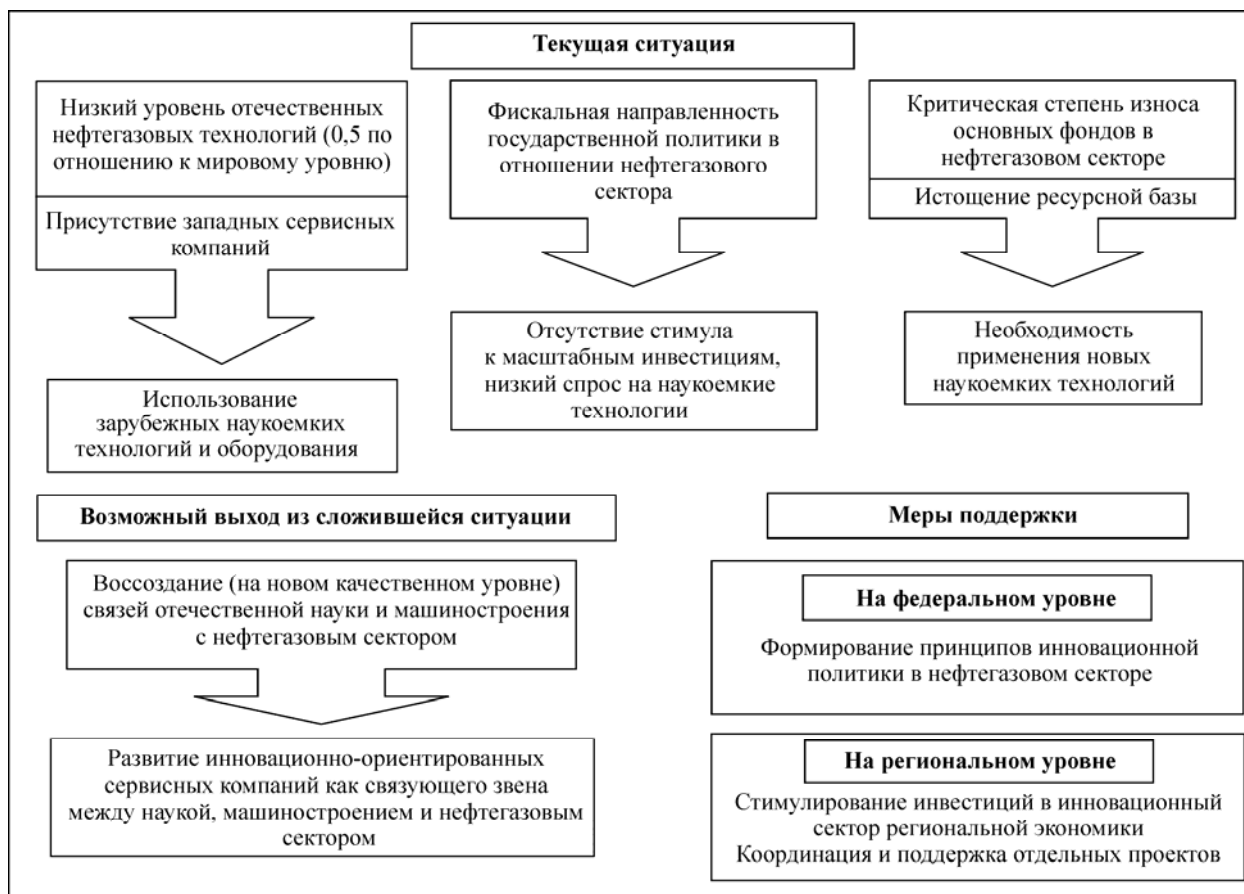 Текущая ситуация
Низкий уровень отечественных
нефтегазовых технологий (0,5 по
отношению к мировому уровню)
Присутствие западных сервисных
компаний
Использование
зарубежных наукоемких
технологий и оборудования
Фискальная направленность
государственной политики в
отношении нефтегазового
сектора
Отсутствие стимула
к масштабным инвестициям,
низкий спрос на наукоемкие
технологии
Критическая степень износа
основных фондов в
нефтегазовом секторе
Истощение ресурсной базы
Необходимость
применения новых
наукоемких технологий
Возможный выход из сложившейся ситуации
Воссоздание (на новом качественном уровне)
связей отечественной науки и машиностроения
с нефтегазовым сектором
Развитие инновационно-ориентированных
сервисных компаний как связующего звена
между наукой, машиностроением и нефтегазовым
сектором
Меры поддержки
На федеральном уровне
Формирование принципов инновационной
политики в нефтегазовом секторе
На региональном уровне
Стимулирование инвестиций в инновационный
сектор региональной экономики
Координация и поддержка отдельных проектов